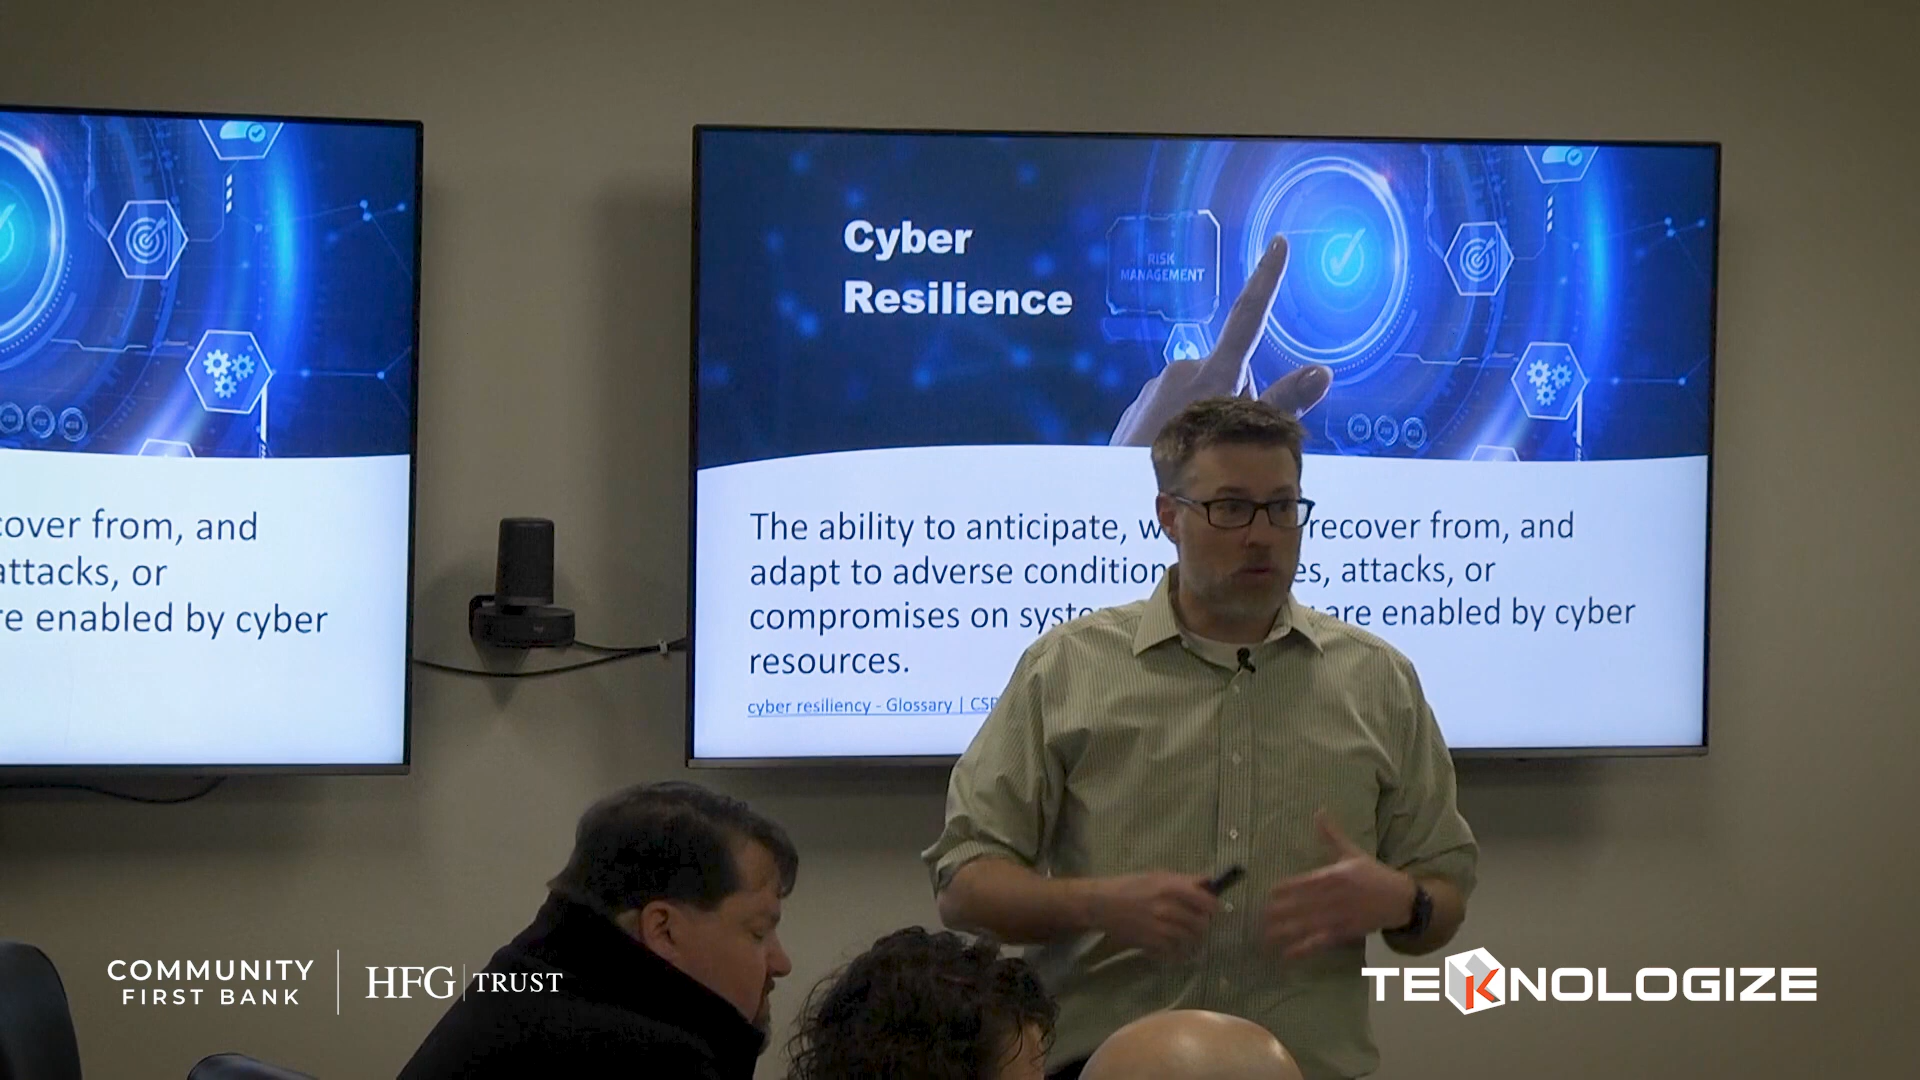 over from, and
attacks, or
re enabled by cyber
Cyber
Resilience
RISK
MANAGEMENT
The ability to anticipate, recover from, and
adapt to adverse condition es, attacks, or
compromises on syst are enabled by cyber
resources.
cyber resiliency - Glossary | CSR
COMMUNITY
FIRST BANK
HFG TRUST
TEKNOLOGIZE